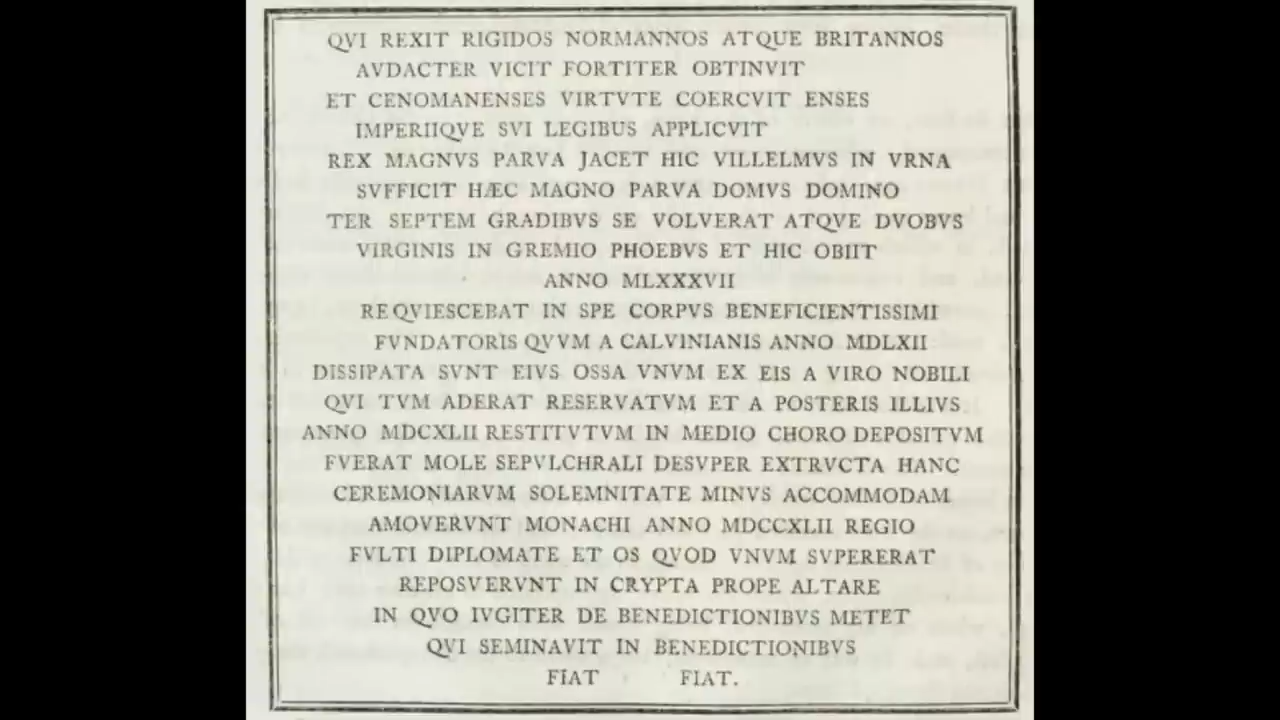 QVI REXIT RIGIDOS NORMANNOS ATQUE BRITANNOS
AVDACTER VICIT FORTITER OBTINVIT
ET CENOMANENSES VIRTVTE COERCVIT ENSES
IMPERIIQVE SVI LEGIBUS APPLICVIT
REX MAGNVS PARVA JACET HIC VILLELMVS IN VRNA
SVFFICIT HÆC MAGNO PARVA DOMVS DOMINO
TER SEPTEM GRADIBVS SE VOLVERAT ATQVE DVOBVS
VIRGINIS IN GREMIO PHOEBVS ET HIC OBIIT
ANNO MLXXXVII
REQVIESCEBAT IN SPE CORPVS BENEFICIENTISSIMI
FVNDATORIS QVVM A CALVINIANIS ANNO MDLXII
DISSIPATA SVNT EIVS OSSA VNVM EX EIS A VIRO NOBILI
QVI TVM ADERAT RESERVATVM ET A POSTERIS ILLIVS
ANNO MDCXLII RESTITVTVM IN MEDIO CHORO DEPOSITVM
FVERAT MOLE SEPVLCHRALI DESVPER EXTRVCTA HANC
CEREMONIARVM SOLEMNITATE MINVS ACCOMMODAM
AMOVERVNT MONACHI ANNO MDCCXLII REGIO
FVLTI DIPLOMATE ET OS QVOD VNVM SVPERERAT
REPOSVERVNT IN CRYPTA PROPE ALTARE
IN QVO IVGITER DE BENEDICTIONIBVS METET
QVI SEMINAVIT IN BENEDICTIONIBVS
FIAT FIAT.